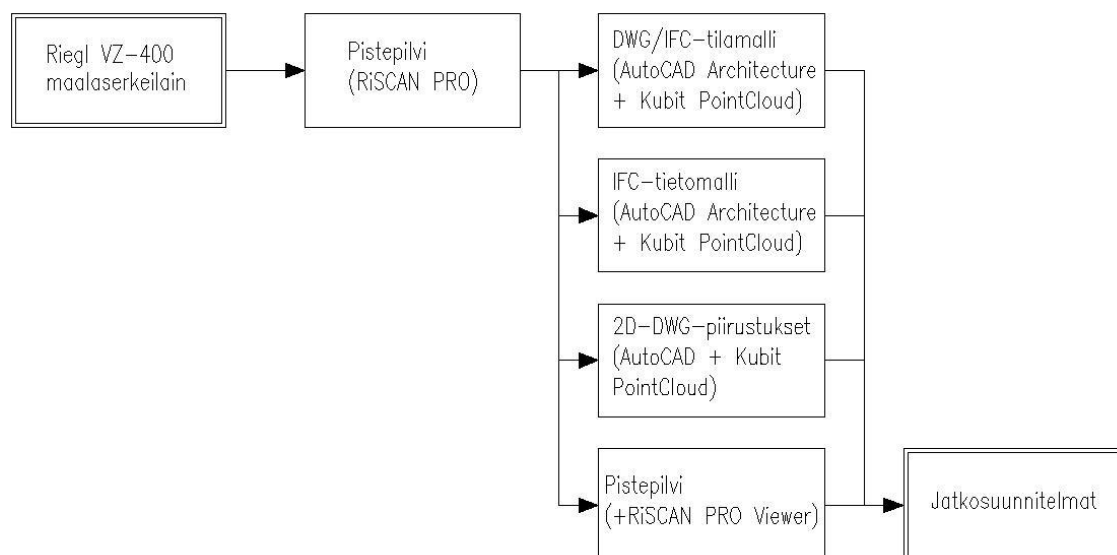 Riegl VZ-400
maalaserkeilain
Pistepilvi
(RiSCAN PRO)
DWG/IFC-tilamalli
(AutoCAD Architecture
+ Kubit PointCloud)
IFC-tietomalli
(AutoCAD Architecture
+ Kubit PointCloud)
2D-DWG-piirustukset
(AutoCAD + Kubit
PointCloud)
Pistepilvi
(+RiSCAN PRO Viewer)
Jatkosuunnitelmat